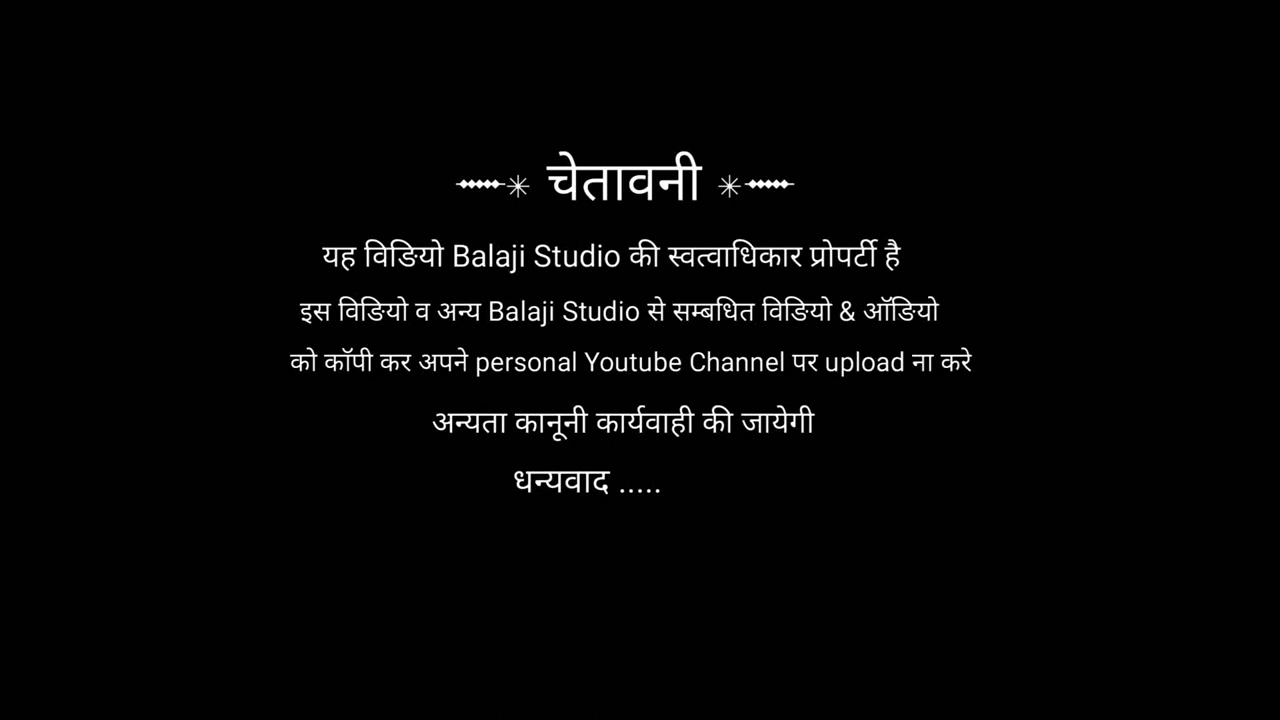 चेतावनी
यह विङियो Balaji Studio की स्वत्वाधिकार प्रोपर्टी है
इस विङियो व अन्य Balaji Studio से सम्बधित विङियो & ऑङियो
को कॉपी कर अपने personal Youtube Channel पर upload ना करे
अन्यता कानूनी कार्यवाही की जायेगी
धन्यवाद .....